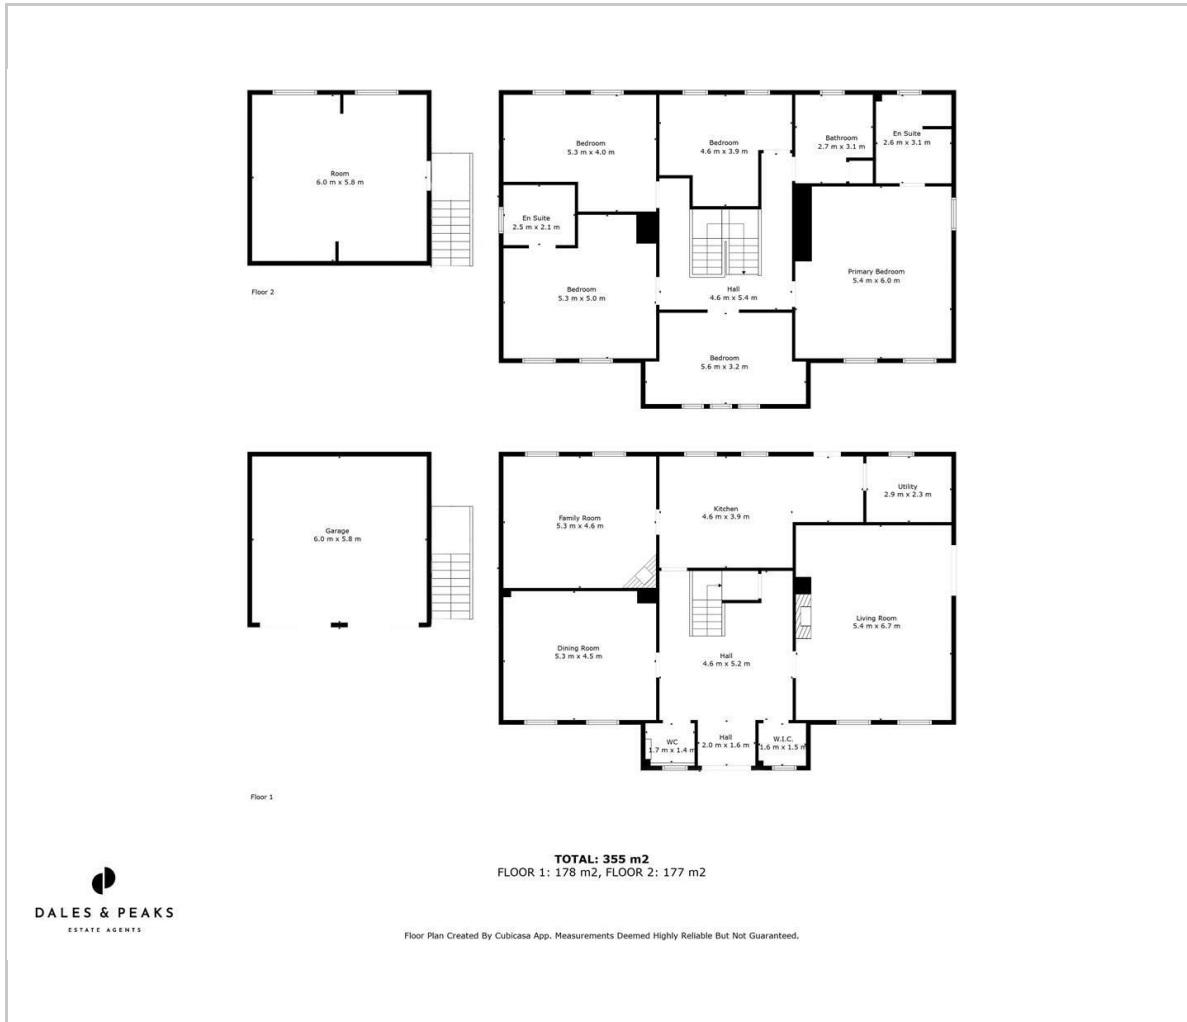 Room
6.0 m x 5.8 m
Floor 2
Bedroom
5.3 m x 4.0 m
Bedroom
4.6 m x 3.9 m
Bathroom
2.7 m x 3.1 m
En Suite
2.6 m x 3.1 m
En Suite
2.5 m x 2.1 m
Bedroom
5.3 m x 5.0 m
Hall
4.6 m x 5.4 m
Primary Bedroom
5.4 m x 6.0 m
Bedroom
5.6 m x 3.2 m
Garage
6.0 m x 5.8 m
Floor 1
Family Room
5.3 m x 4.6 m
Kitchen
4.6 m x 3.9 m
Utility
2.9 m x 2.3 m
Dining Room
5.3 m x 4.5 m
Hall
4.6 m x 5.2 m
Living Room
5.4 m x 6.7 m
WC
1.7 m x 1.4 m
Hall
2.0 m x 1.6 m
W.I.C.
1.6 m x 1.5 m
TOTAL: 355 m2
FLOOR 1: 178 m2, FLOOR 2: 177 m2
DALES & PEAKS
ESTATE AGENTS
Floor Plan Created By Cubicasa App. Measurements Deemed Highly Reliable But Not Guaranteed.